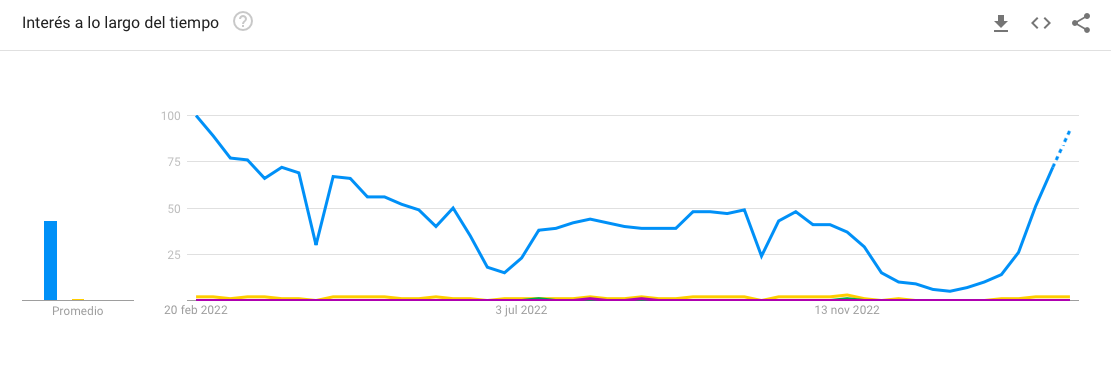 Interés a lo largo del tiempo
100
75
50
25
Promedio
20 feb 2022
3 jul 2022
13 nov 2022